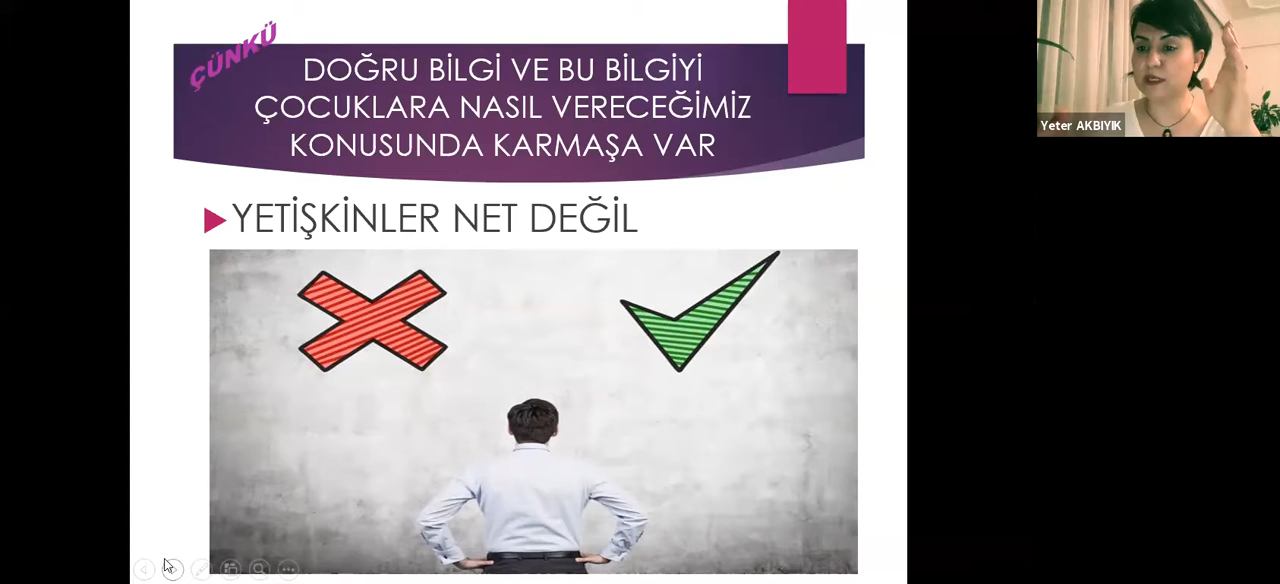 ÇÜNKÜ
DOĞRU BİLGİ VE BU BİLGİYİ
ÇOCUKLARA NASIL VERECEĞİMİZ
KONUSUNDA KARMAŞA VAR
YETİŞKİNLER NET DEĞİL
Yeter AKBIYIK